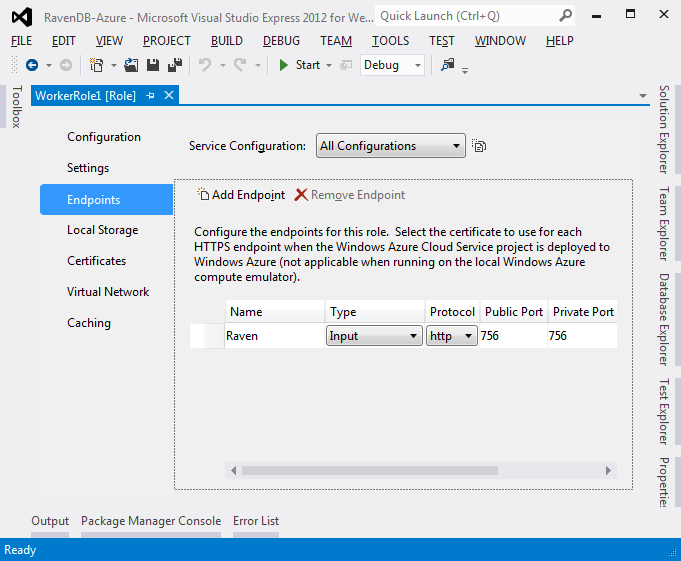 RavenDB-Azure - Microsoft Visual Studio Express 2012 for We...
Quick Launch (Ctrl+Q)
FILE EDIT VIEW PROJECT BUILD DEBUG TEAM TOOLS TEST WINDOW HELP
Start Debug
Toolbox
WorkerRole1 [Role]
Configuration
Settings
Endpoints
Local Storage
Certificates
Virtual Network
Caching
Service Configuration: All Configurations
Add Endpoint Remove Endpoint
Configure the endpoints for this role. Select the certificate to use for each
HTTPS endpoint when the Windows Azure Cloud Service project is deployed to
Windows Azure (not applicable when running on the local Windows Azure
compute emulator).
Name Type Protocol Public Port Private Port
Raven Input http 756 756
Solution Explorer
Team Explorer
Database Explorer
Test Explorer
Propertie
Output Package Manager Console Error List
Ready